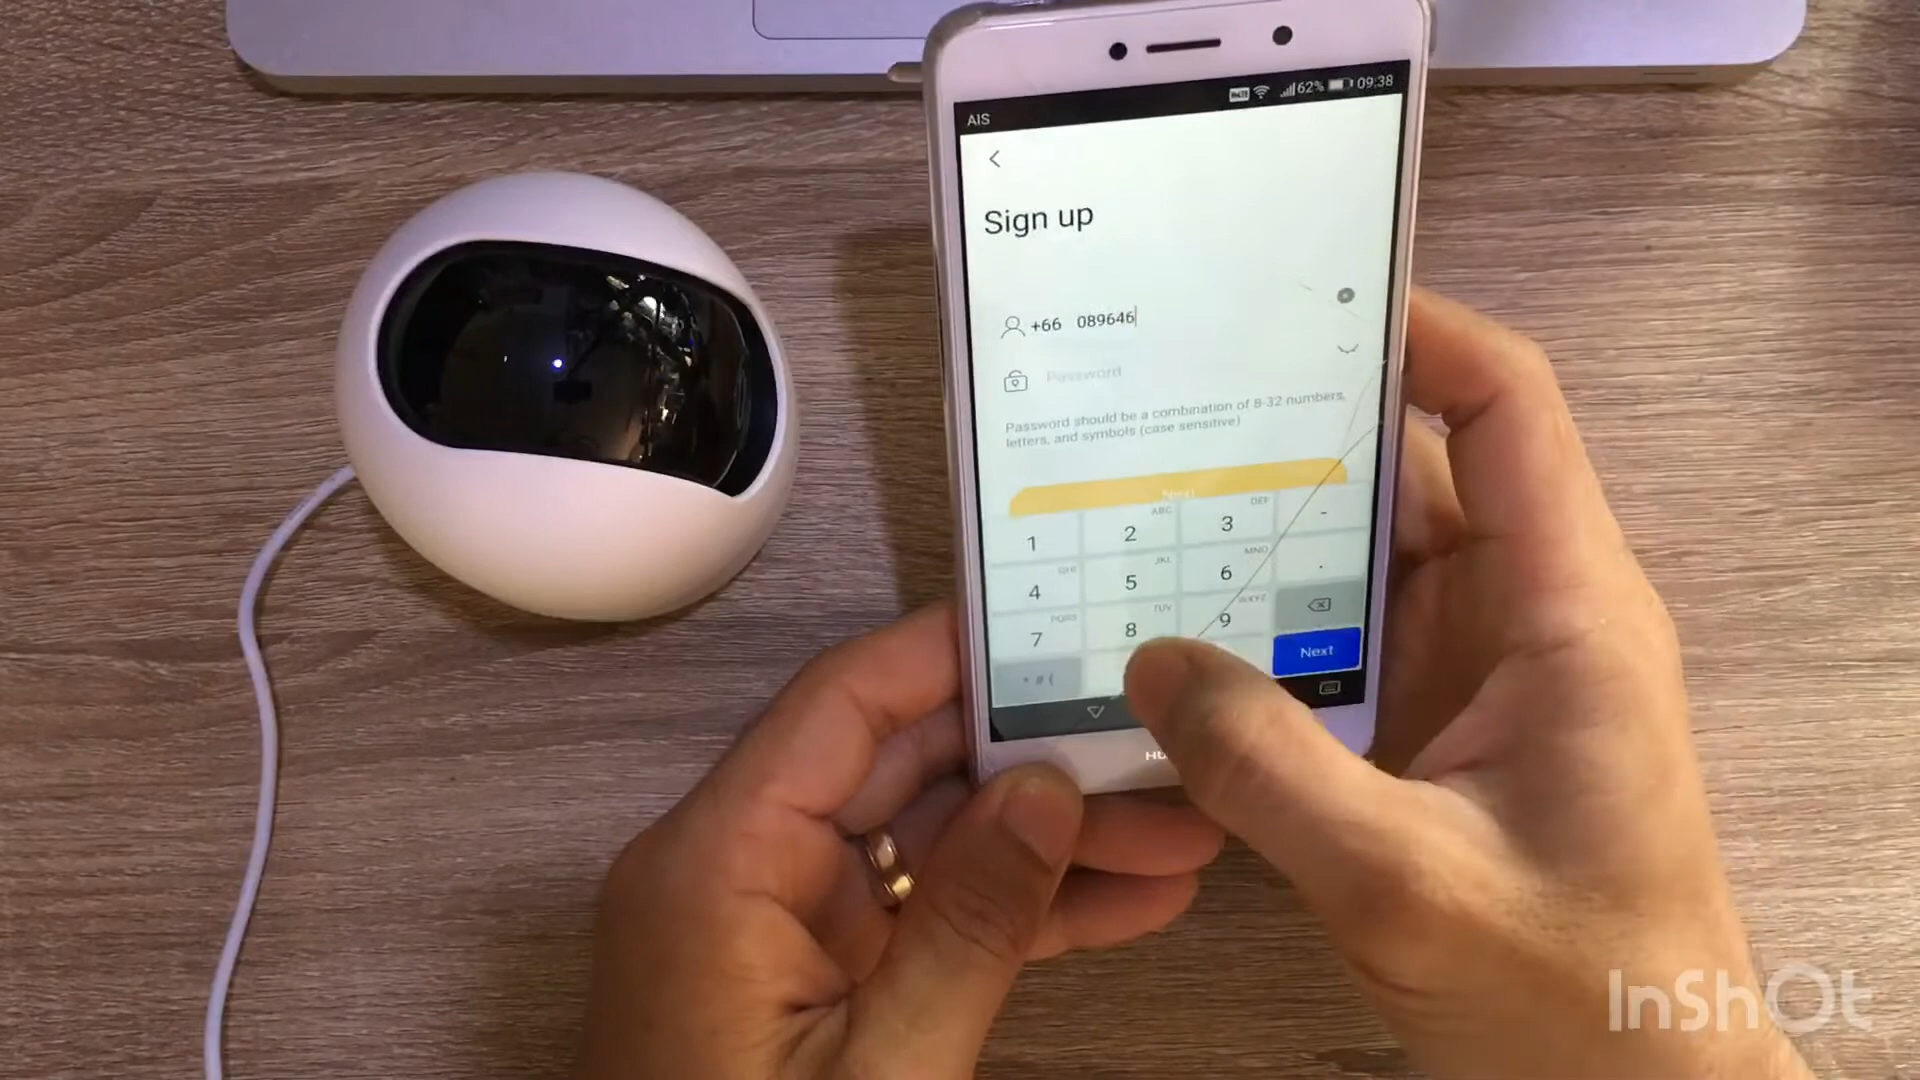 AIS 62% 09:38
Sign up
+66 089646
Password
Password should be a combination of 8-32 numbers,
letters, and symbols (case sensitive)
Next
1 2 ABC 3 DEF -
4 GHI 5 JKL 6 MNO .
7 PQRS 8 TUV 9 WXYZ
* # ( Next
InShOt